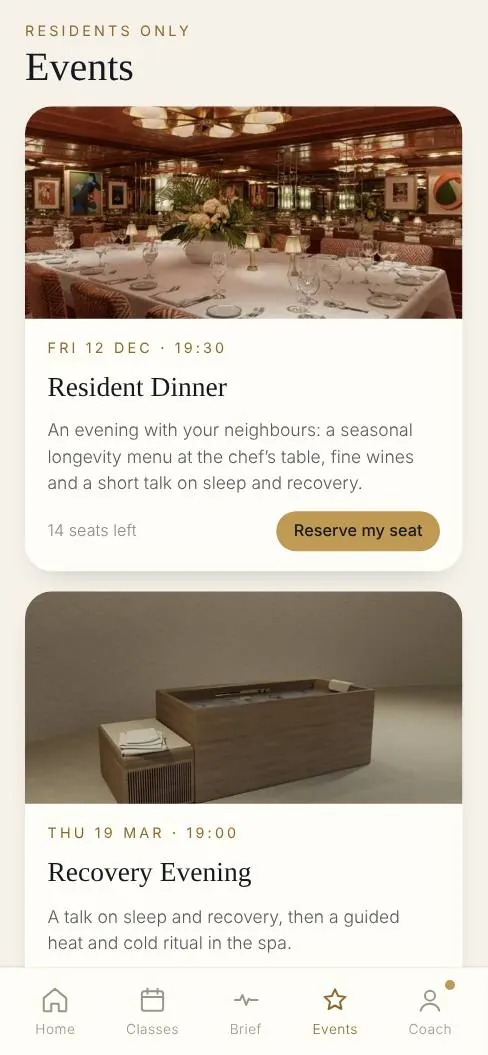 RESIDENTS ONLY
Events
FRI 12 DEC · 19:30
Resident Dinner
An evening with your neighbours: a seasonal
longevity menu at the chef’s table, fine wines
and a short talk on sleep and recovery.
14 seats left
Reserve my seat
THU 19 MAR · 19:00
Recovery Evening
A talk on sleep and recovery, then a guided
heat and cold ritual in the spa.
Home
Classes
Brief
Events
Coach